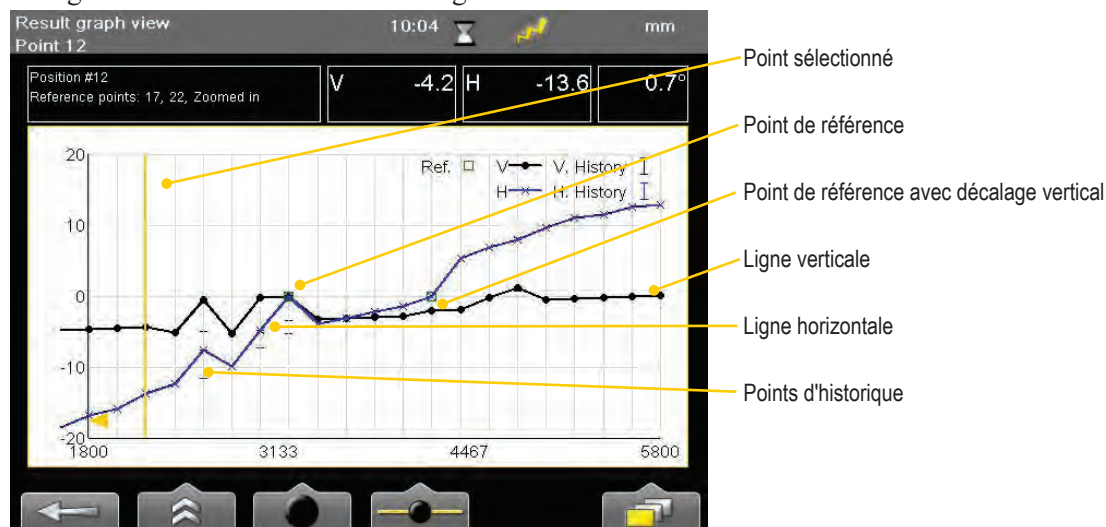 Result graph view
Point 12
10:04
mm
Position #12
Reference points: 17, 22, Zoomed in
V -4.2
H -13.6
0.7°
Ref.
V V. History
H H. History
20
10
0
-10
-20
1800 3133 4467 5800
Point sélectionné
Point de référence
Point de référence avec décalage vertical
Ligne verticale
Ligne horizontale
Points d'historique